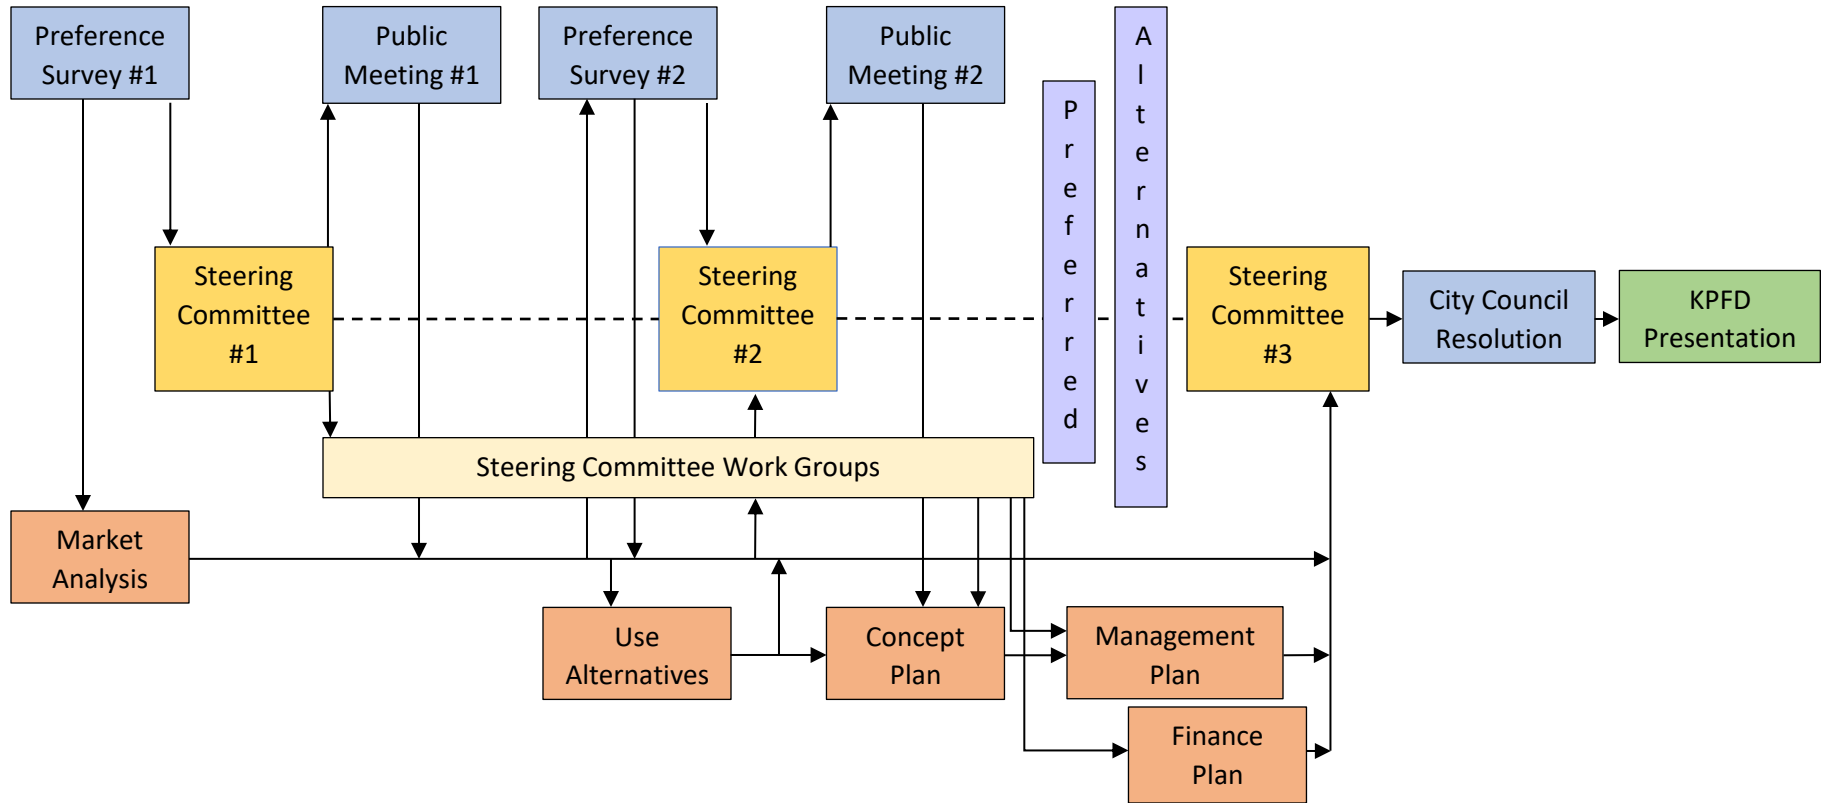 Preference
Survey #1
Public
Meeting #1
Preference
Survey #2
Public
Meeting #2
Preferred
Alternatives
Steering
Committee
#1
Steering
Committee
#2
Steering
Committee
#3
City Council
Resolution
KPFD
Presentation
Steering Committee Work Groups
Market
Analysis
Use
Alternatives
Concept
Plan
Management
Plan
Finance
Plan